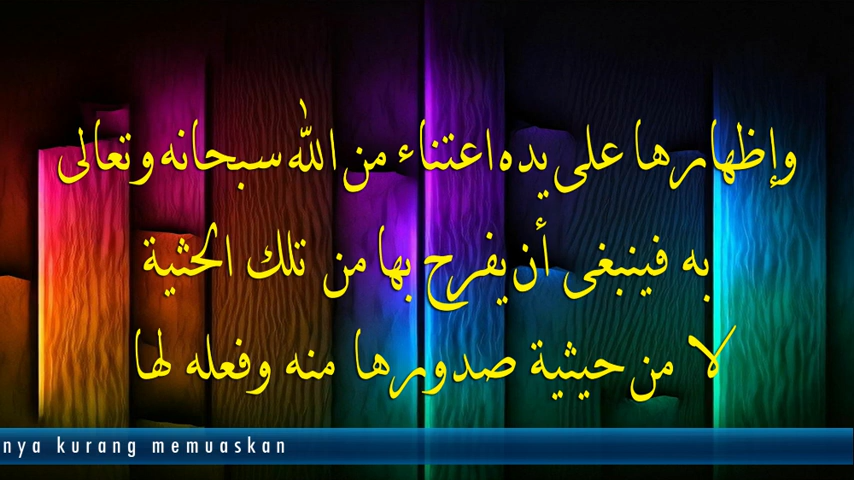 وإظهارها على يده اعتناء من الله سبحانه وتعالى
به فينبغى أن يفرح بها من تلك الحثية
لا من حيثية صدورها منه وفعله لها
nya kurang memuaskan